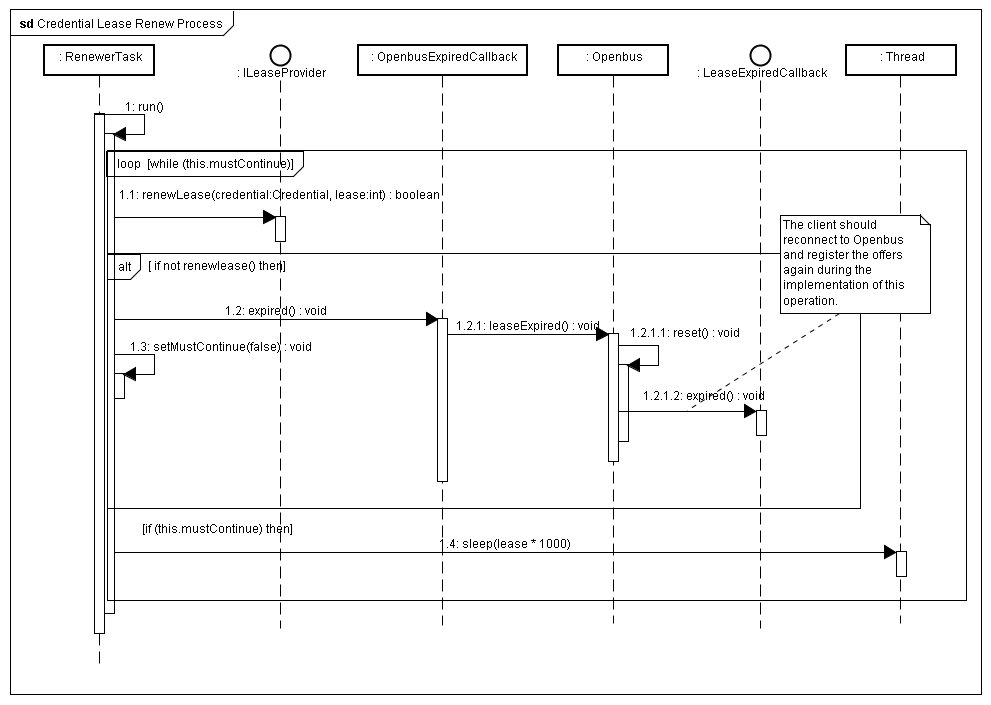 sd Credential Lease Renew Process
: RenewerTask
: ILeaseProvider
: OpenbusExpiredCallback
: Openbus
: LeaseExpiredCallback
: Thread
1: run()
loop [while (this.mustContinue)]
1.1: renewLease(credential:Credential, lease:int) : boolean
The client should
reconnect to Openbus
and register the offers
again during the
implementation of this
operation.
alt [ if not renewlease() then]
1.2: expired() : void
1.2.1: leaseExpired() : void
1.2.1.1: reset() : void
1.3: setMustContinue(false) : void
1.2.1.2: expired() : void
[if (this.mustContinue) then]
1.4: sleep(lease * 1000)